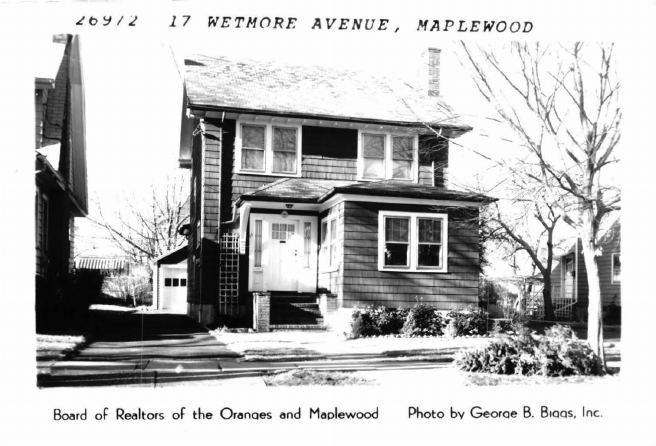 26972 17 WETMORE AVENUE, MAPLEWOOD
Board of Realtors of the Oranges and Maplewood Photo by George B. Biggs, Inc.